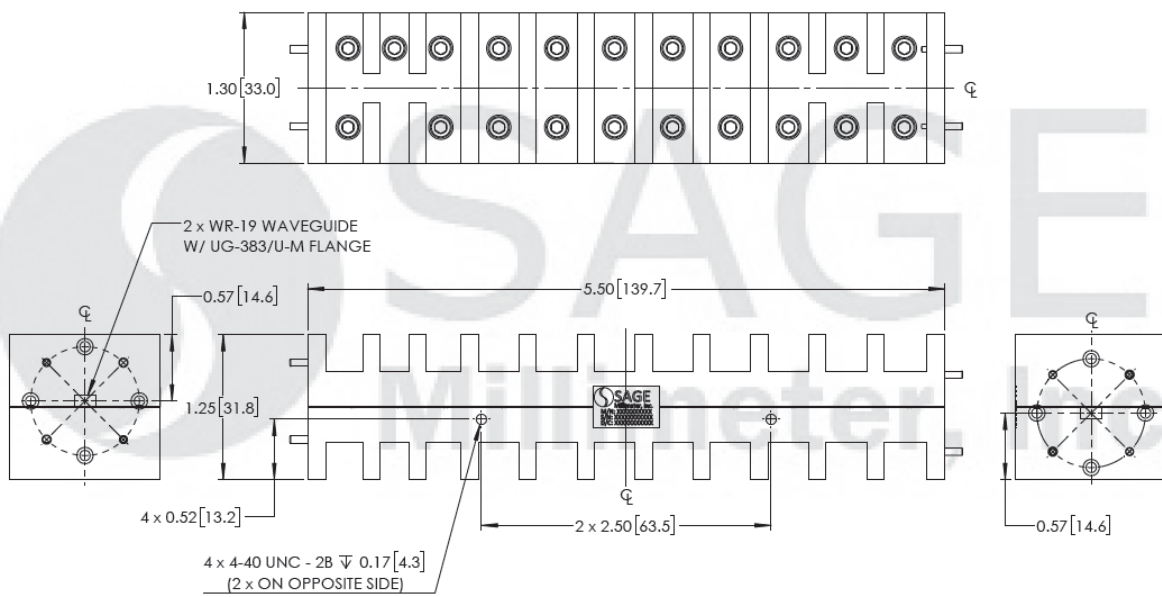 1.30[33.0]
℄
SAGE
Millimeter, Inc
2 x WR-19 WAVEGUIDE
W/ UG-383/U-M FLANGE
0.57[14.6]
5.50[139.7]
℄
℄
1.25[31.8]
SAGE
Millimeter, Inc.
4 x 0.52[13.2]
℄
2 x 2.50[63.5]
0.57[14.6]
4 x 4-40 UNC - 2B ↧ 0.17[4.3]
(2 x ON OPPOSITE SIDE)